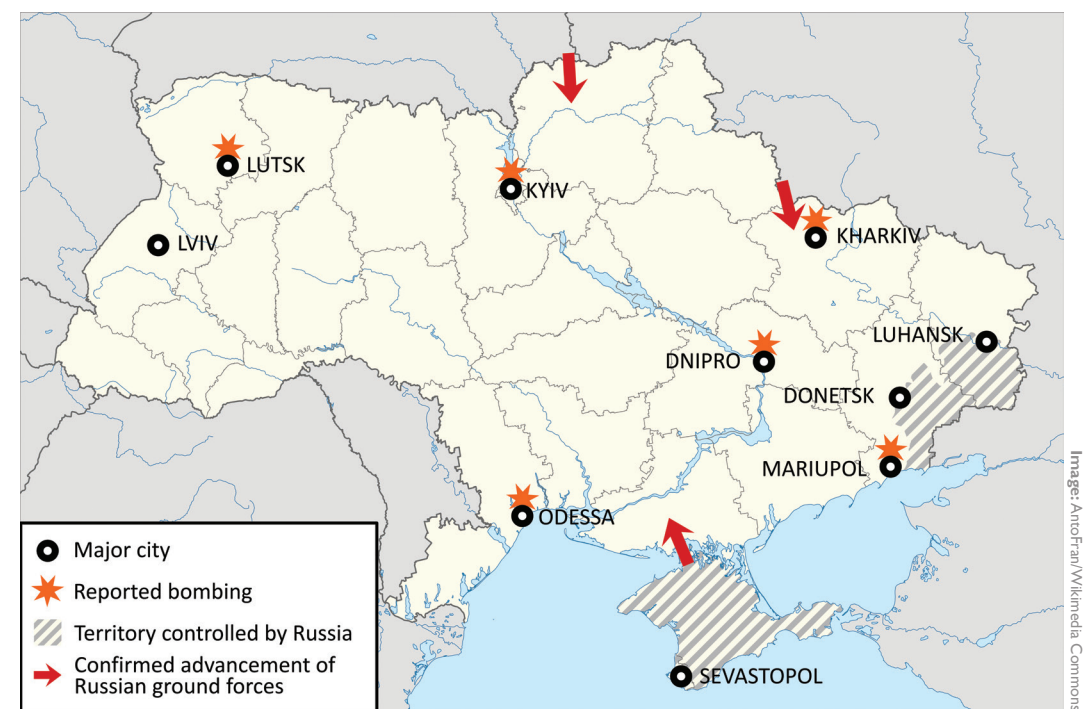 LUTSK
KYIV
LVIV
KHARKIV
LUHANSK
DNIPRO
DONETSK
MARIUPOL
ODESSA
SEVASTOPOL
Major city
Reported bombing
Territory controlled by Russia
Confirmed advancement of
Russian ground forces
Image: AntoFran/Wikimedia Commons